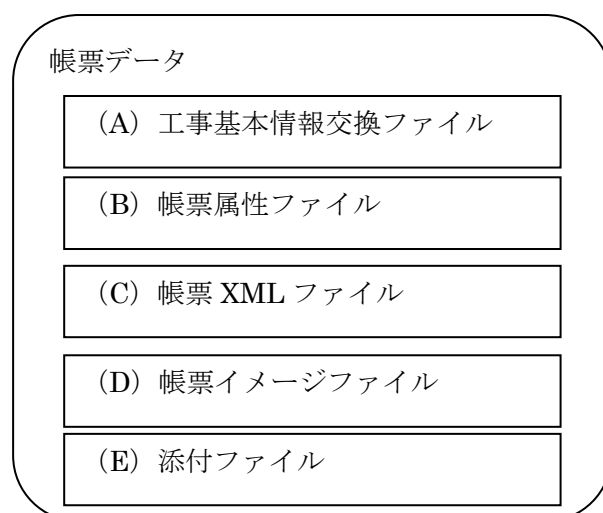 帳票データ
（A）工事基本情報交換ファイル
（B）帳票属性ファイル
（C）帳票 XML ファイル
（D）帳票イメージファイル
（E）添付ファイル